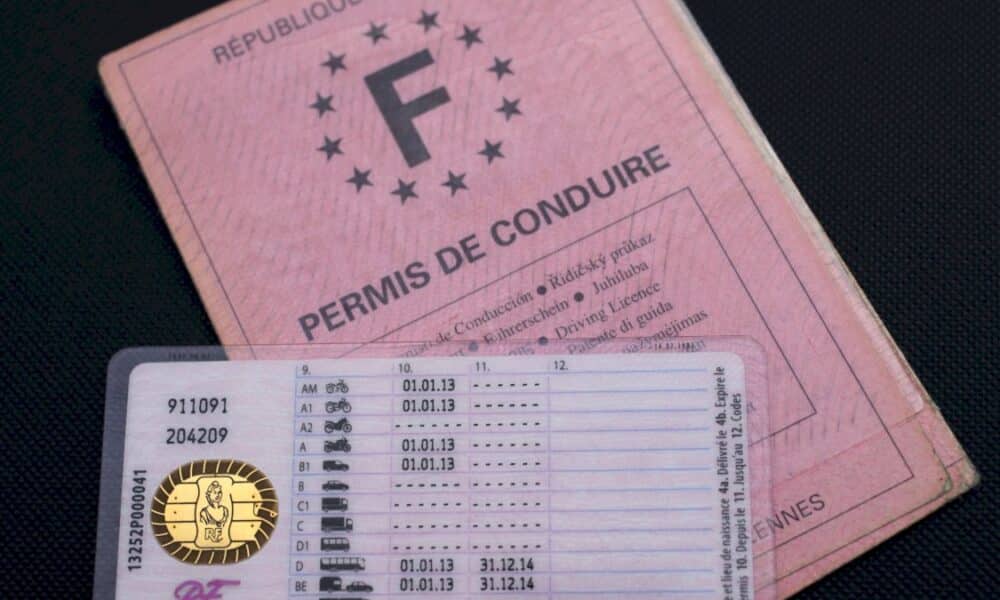 RÉPUBLIQUE
F
PERMIS DE CONDUIRE
de Conducción ● Řidičský průkaz
● Führerschein ● Juhiluba
● Driving Licence
Patente di guida
ENNES
9. 10. 11. 12.
AM 01.01.13 - - - - - -
A1 01.01.13 - - - - - -
A2 - - - - - - - - - - - -
A 01.01.13 - - - - - -
B1 01.01.13 - - - - - -
B - - - - - - - - - - - -
C1 - - - - - - - - - - - -
C - - - - - - - - - - - -
D1 - - - - - - - - - - - -
D 01.01.13 31.12.14
BE 01.01.13 31.12.14
911091
204209
13252P000041
RF
et lieu de naissance 4a. Délivré le 4b. Expire le
ermis 10. Depuis le 11. Jusqu'au 12. Codes